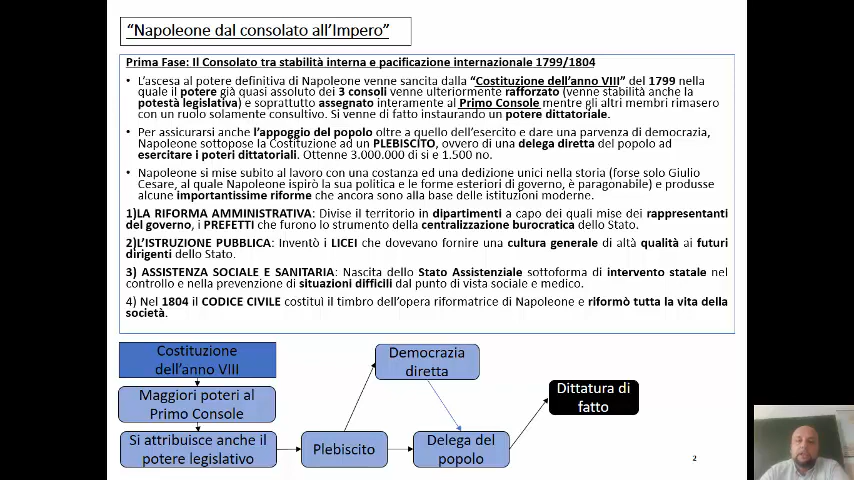 “Napoleone dal consolato all’Impero”
Prima Fase: Il Consolato tra stabilità interna e pacificazione internazionale 1799/1804
• L’ascesa al potere definitiva di Napoleone venne sancita dalla “Costituzione dell’anno VIII” del 1799 nella
quale il potere già quasi assoluto dei 3 consoli venne ulteriormente rafforzato (venne stabilità anche la
potestà legislativa) e soprattutto assegnato interamente al Primo Console mentre gli altri membri rimasero
con un ruolo solamente consultivo. Si venne di fatto instaurando un potere dittatoriale.
• Per assicurarsi anche l’appoggio del popolo oltre a quello dell’esercito e dare una parvenza di democrazia,
Napoleone sottopose la Costituzione ad un PLEBISCITO, ovvero di una delega diretta del popolo ad
esercitare i poteri dittatoriali. Ottenne 3.000.000 di si e 1.500 no.
• Napoleone si mise subito al lavoro con una costanza ed una dedizione unici nella storia (forse solo Giulio
Cesare, al quale Napoleone ispirò la sua politica e le forme esteriori di governo, è paragonabile) e produsse
alcune importantissime riforme che ancora sono alla base delle istituzioni moderne.
1)LA RIFORMA AMMINISTRATIVA: Divise il territorio in dipartimenti a capo dei quali mise dei rappresentanti
del governo, i PREFETTI che furono lo strumento della centralizzazione burocratica dello Stato.
2)L’ISTRUZIONE PUBBLICA: Inventò i LICEI che dovevano fornire una cultura generale di altà qualità ai futuri
dirigenti dello Stato.
3) ASSISTENZA SOCIALE E SANITARIA: Nascita dello Stato Assistenziale sottoforma di intervento statale nel
controllo e nella prevenzione di situazioni difficili dal punto di vista sociale e medico.
4) Nel 1804 il CODICE CIVILE costituì il timbro dell’opera riformatrice di Napoleone e riformò tutta la vita della
società.
Costituzione
dell’anno VIII
Maggiori poteri al
Primo Console
Si attribuisce anche il
potere legislativo
Plebiscito
Democrazia
diretta
Delega del
popolo
Dittatura di
fatto
2